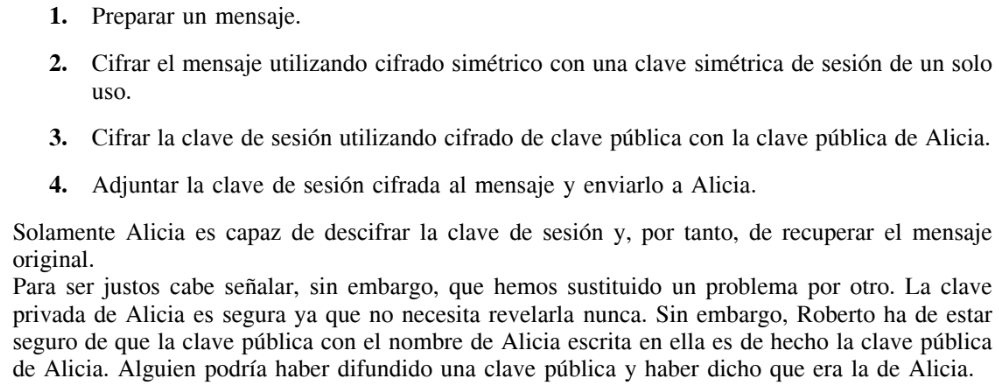 1. Preparar un mensaje.
2. Cifrar el mensaje utilizando cifrado simétrico con una clave simétrica de sesión de un solo
uso.
3. Cifrar la clave de sesión utilizando cifrado de clave pública con la clave pública de Alicia.
4. Adjuntar la clave de sesión cifrada al mensaje y enviarlo a Alicia.
Solamente Alicia es capaz de descifrar la clave de sesión y, por tanto, de recuperar el mensaje
original.
Para ser justos cabe señalar, sin embargo, que hemos sustituido un problema por otro. La clave
privada de Alicia es segura ya que no necesita revelarla nunca. Sin embargo, Roberto ha de estar
seguro de que la clave pública con el nombre de Alicia escrita en ella es de hecho la clave pública
de Alicia. Alguien podría haber difundido una clave pública y haber dicho que era la de Alicia.